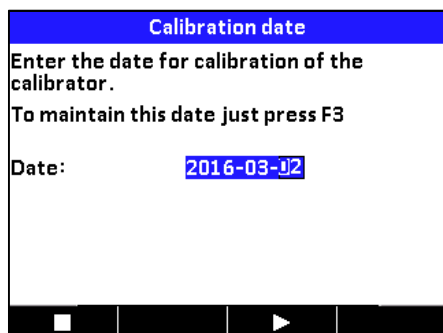 Calibration date
Enter the date for calibration of the
calibrator.
To maintain this date just press F3
Date: 2016-03-02